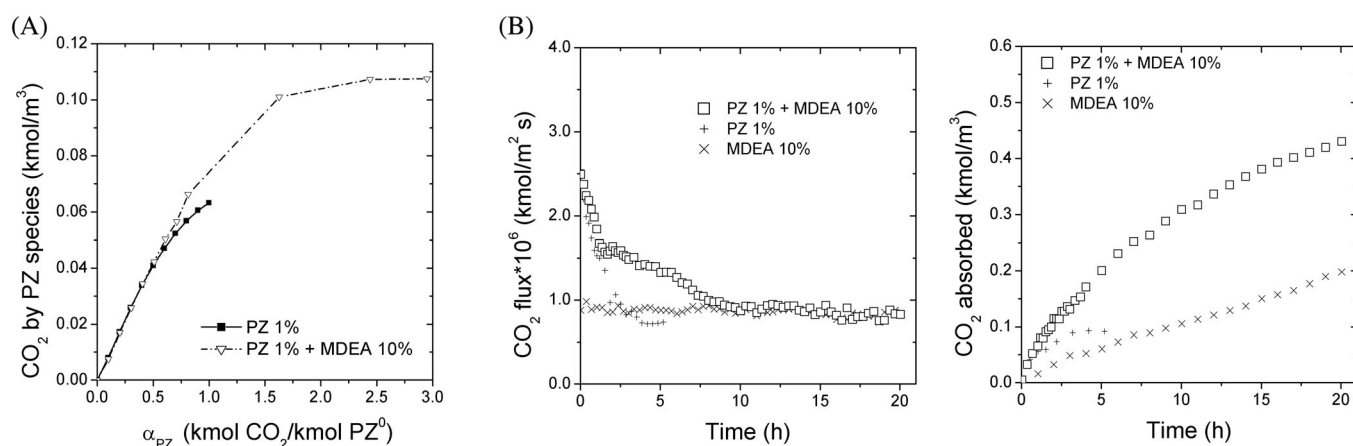 (A)
CO₂ by PZ species (kmol/m³)
0.12
0.10
0.08
0.06
0.04
0.02
0.00
PZ 1%
PZ 1% + MDEA 10%
0.0 0.5 1.0 1.5 2.0 2.5 3.0
α_PZ (kmol CO₂/kmol PZ⁰)
(B)
CO₂ flux*10⁶ (kmol/m² s)
4.0
3.0
2.0
1.0
0.0
PZ 1% + MDEA 10%
PZ 1%
MDEA 10%
0 5 10 15 20
Time (h)
CO₂ absorbed (kmol/m³)
0.6
0.5
0.4
0.3
0.2
0.1
0.0
PZ 1% + MDEA 10%
PZ 1%
MDEA 10%
0 5 10 15 20
Time (h)